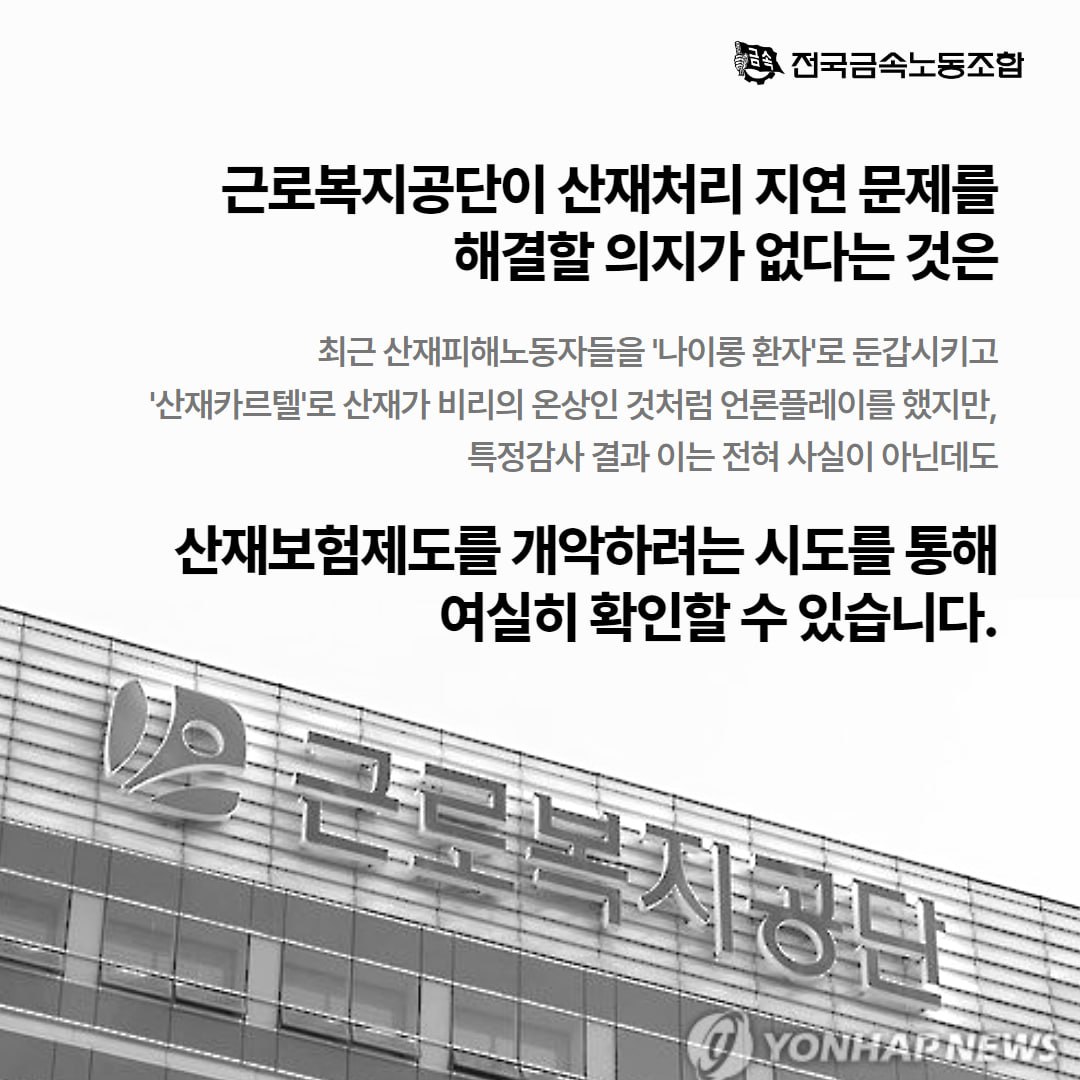 금속 전국금속노동조합
근로복지공단이 산재처리 지연 문제를
해결할 의지가 없다는 것은
최근 산재피해노동자들을 '나이롱 환자'로 둔갑시키고
'산재카르텔'로 산재가 비리의 온상인 것처럼 언론플레이를 했지만,
특정감사 결과 이는 전혀 사실이 아닌데도
산재보험제도를 개악하려는 시도를 통해
여실히 확인할 수 있습니다.
근로복지공단
YONHAP NEWS